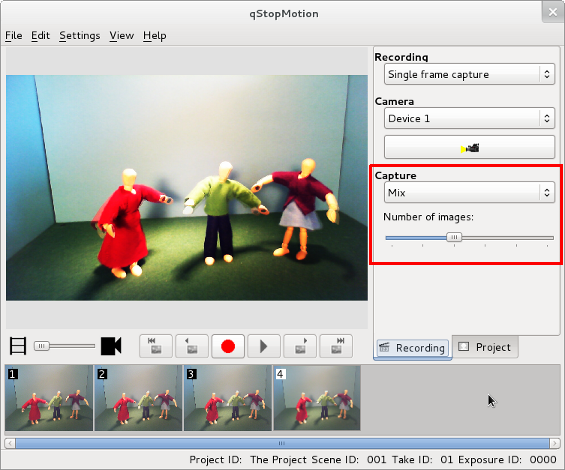 qStopMotion
File Edit Settings View Help
Recording
Single frame capture
Camera
Device 1
Capture
Mix
Number of images:
Recording
Project
1 2 3 4
Project ID: The Project Scene ID: 001 Take ID: 01 Exposure ID: 0000